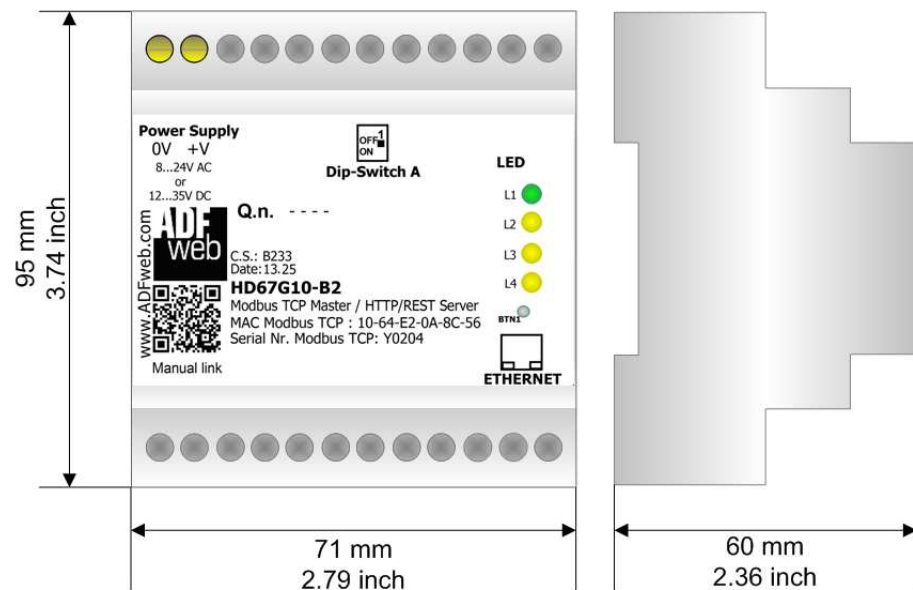 Power Supply
0V +V
8...24V AC
or
12...35V DC
OFF 1
ON
Dip-Switch A
LED
L1
L2
L3
L4
BTN1
ETHERNET
ADF
web
www.ADFweb.com
Manual link
Q.n. ----
C.S.: B233
Date:13.25
HD67G10-B2
Modbus TCP Master / HTTP/REST Server
MAC Modbus TCP : 10-64-E2-0A-8C-56
Serial Nr. Modbus TCP: Y0204
95 mm
3.74 inch
71 mm
2.79 inch
60 mm
2.36 inch